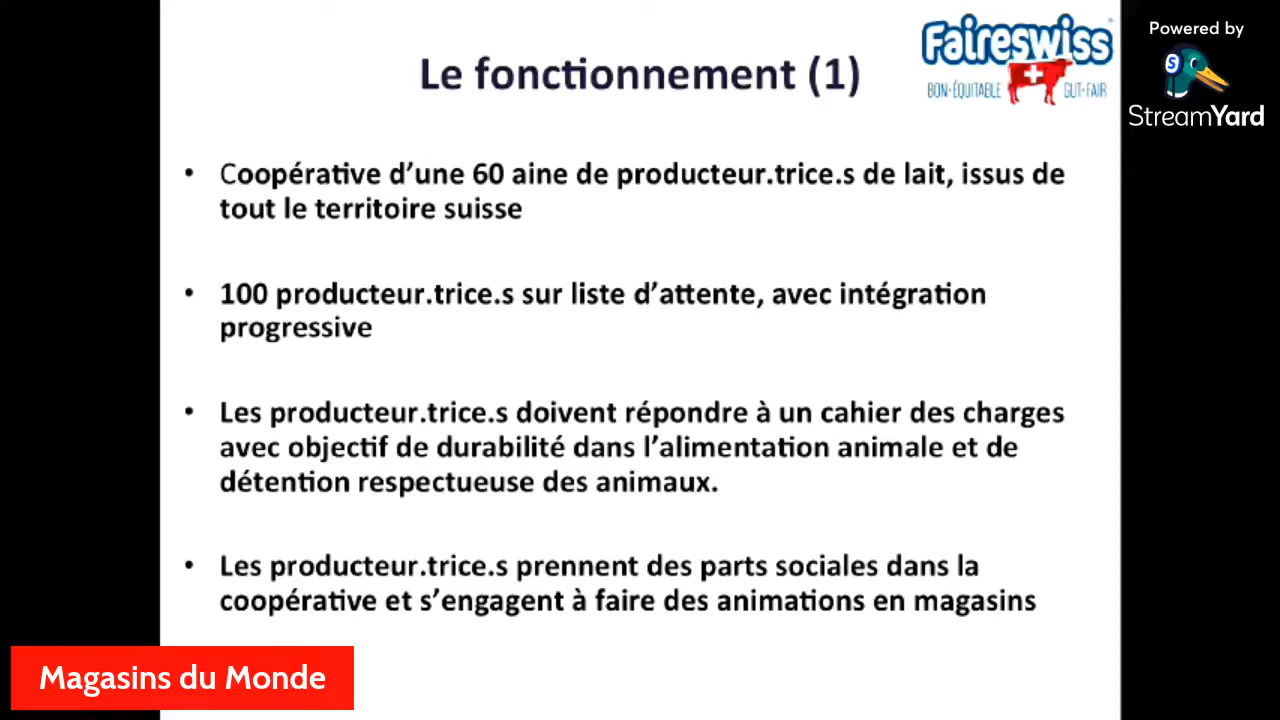 Le fonctionnement (1)
Faireswiss
BON·ÉQUITABLE GUT·FAIR
Powered by
StreamYard
• Coopérative d’une 60 aine de producteur.trice.s de lait, issus de
tout le territoire suisse
• 100 producteur.trice.s sur liste d’attente, avec intégration
progressive
• Les producteur.trice.s doivent répondre à un cahier des charges
avec objectif de durabilité dans l’alimentation animale et de
détention respectueuse des animaux.
• Les producteur.trice.s prennent des parts sociales dans la
coopérative et s’engagent à faire des animations en magasins
Magasins du Monde